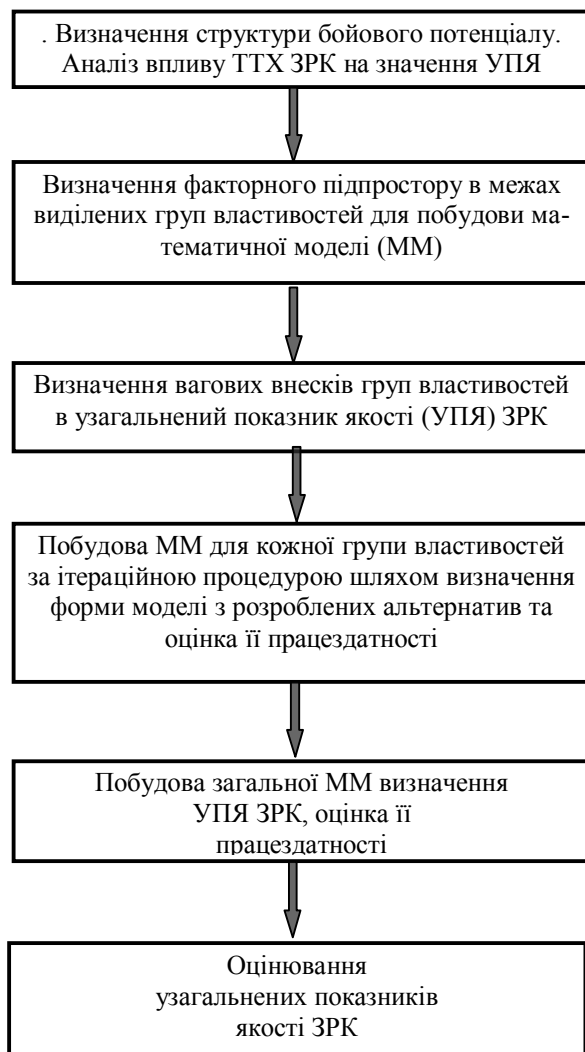 . Визначення структури бойового потенціалу.
Аналіз впливу ТТХ ЗРК на значення УПЯ
Визначення факторного підпростору в межах
виділених груп властивостей для побудови ма-
тематичної моделі (ММ)
Визначення вагових внесків груп властивостей
в узагальнений показник якості (УПЯ) ЗРК
Побудова ММ для кожної групи властивостей
за ітераційною процедурою шляхом визначення
форми моделі з розроблених альтернатив та
оцінка її працездатності
Побудова загальної ММ визначення
УПЯ ЗРК, оцінка її
працездатності
Оцінювання
узагальнених показників
якості ЗРК